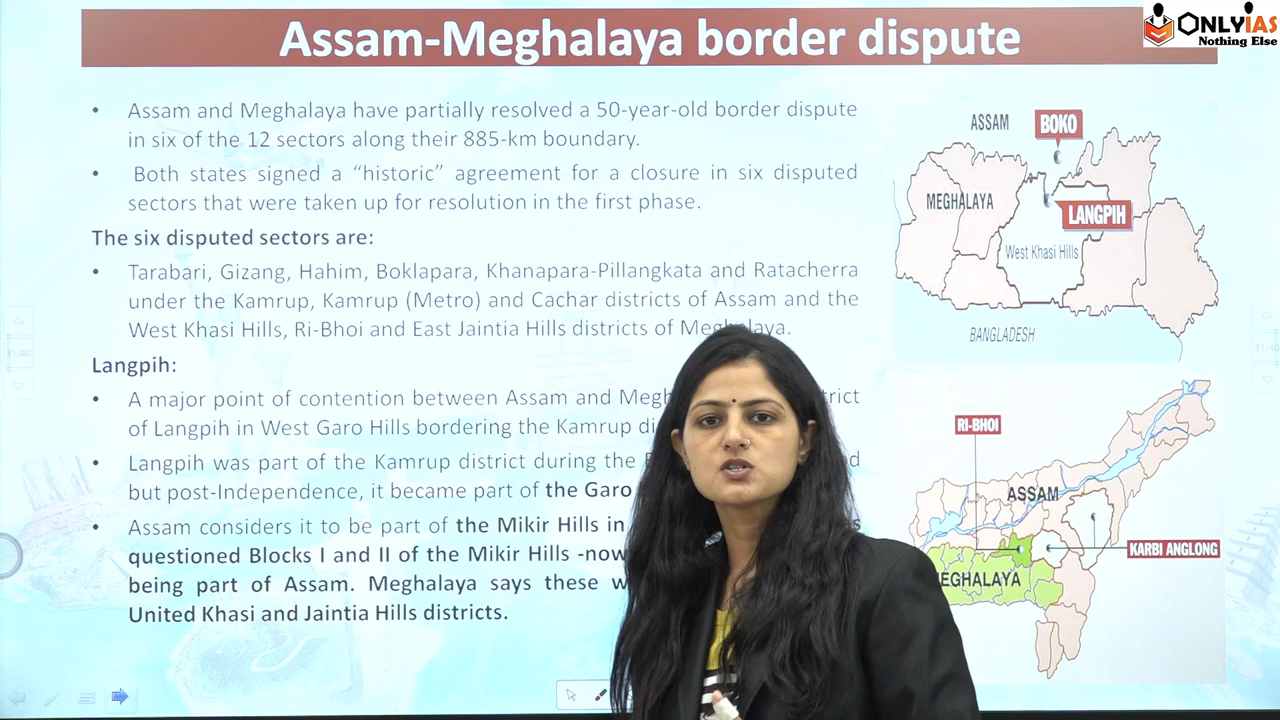 Assam-Meghalaya border dispute
ONLYIAS
Nothing Else
• Assam and Meghalaya have partially resolved a 50-year-old border dispute
in six of the 12 sectors along their 885-km boundary.
• Both states signed a “historic” agreement for a closure in six disputed
sectors that were taken up for resolution in the first phase.
The six disputed sectors are:
• Tarabari, Gizang, Hahim, Boklapara, Khanapara-Pillangkata and Ratacherra
under the Kamrup, Kamrup (Metro) and Cachar districts of Assam and the
West Khasi Hills, Ri-Bhoi and East Jaintia Hills districts of Meghalaya.
Langpih:
• A major point of contention between Assam and Megh
of Langpih in West Garo Hills bordering the Kamrup di
• Langpih was part of the Kamrup district during the
but post-Independence, it became part of the Garo
• Assam considers it to be part of the Mikir Hills in
questioned Blocks I and II of the Mikir Hills -now
being part of Assam. Meghalaya says these w
United Khasi and Jaintia Hills districts.
ASSAM
BOKO
MEGHALAYA
LANGPIH
West Khasi Hills
BANGLADESH
RI-BHOI
ASSAM
KARBI ANGLONG
EGHALAYA
31/40
31/40